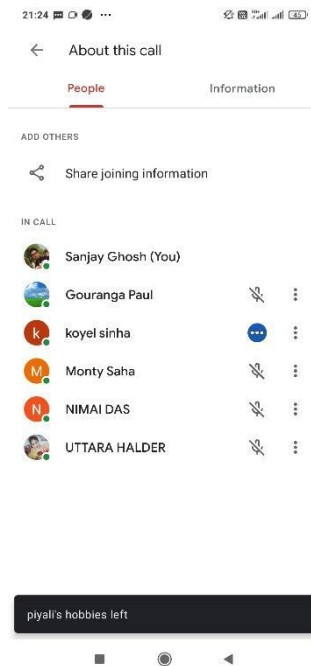 21:24
45
About this call
People Information
ADD OTHERS
Share joining information
IN CALL
Sanjay Ghosh (You)
Gouranga Paul
k koyel sinha
M Monty Saha
N NIMAI DAS
UTTARA HALDER
piyali's hobbies left